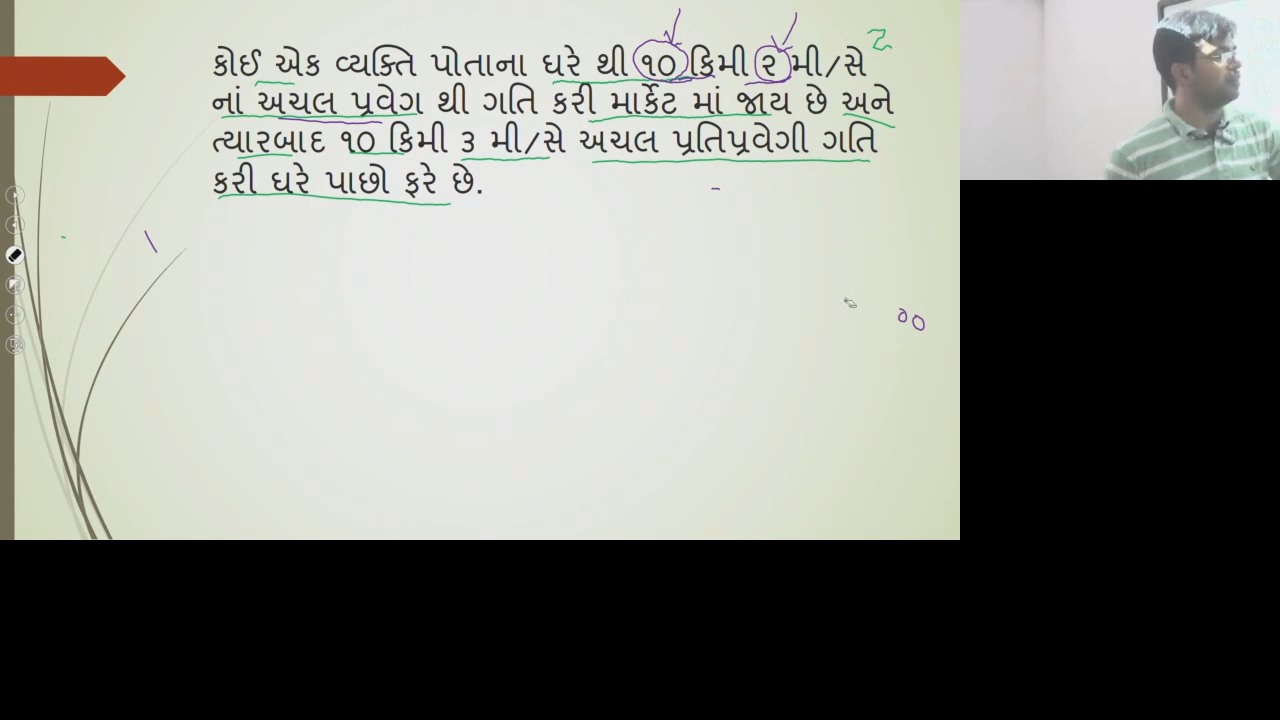 કોઈ એક વ્યક્તિ પોતાના ઘરે થી ૧૦ કિમી ૨ મી/સે
નાં અચલ પ્રવેગ થી ગતિ કરી માર્કેટ માં જાય છે અને
ત્યારબાદ ૧૦ કિમી ૩ મી/સે અચલ પ્રતિપ્રવેગી ગતિ
કરી ઘરે પાછો ફરે છે.